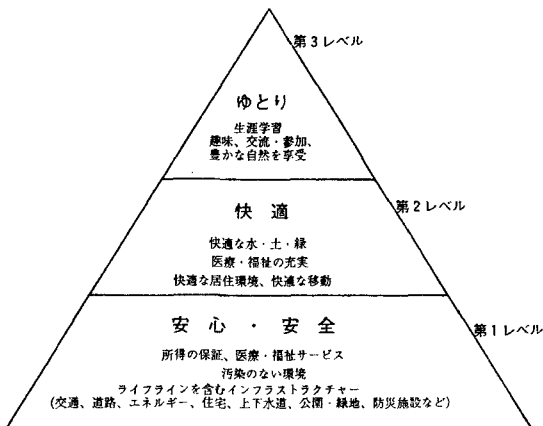 第3レベル
ゆとり
生涯学習
趣味、交流・参加、
豊かな自然を享受
第2レベル
快適
快適な水・土・緑
医療・福祉の充実
快適な居住環境、快適な移動
第1レベル
安心・安全
所得の保証、医療・福祉サービス
汚染のない環境
ライフラインを含むインフラストラクチャー
(交通、道路、エネルギー、住宅、上下水道、公園・緑地、防災施設など)